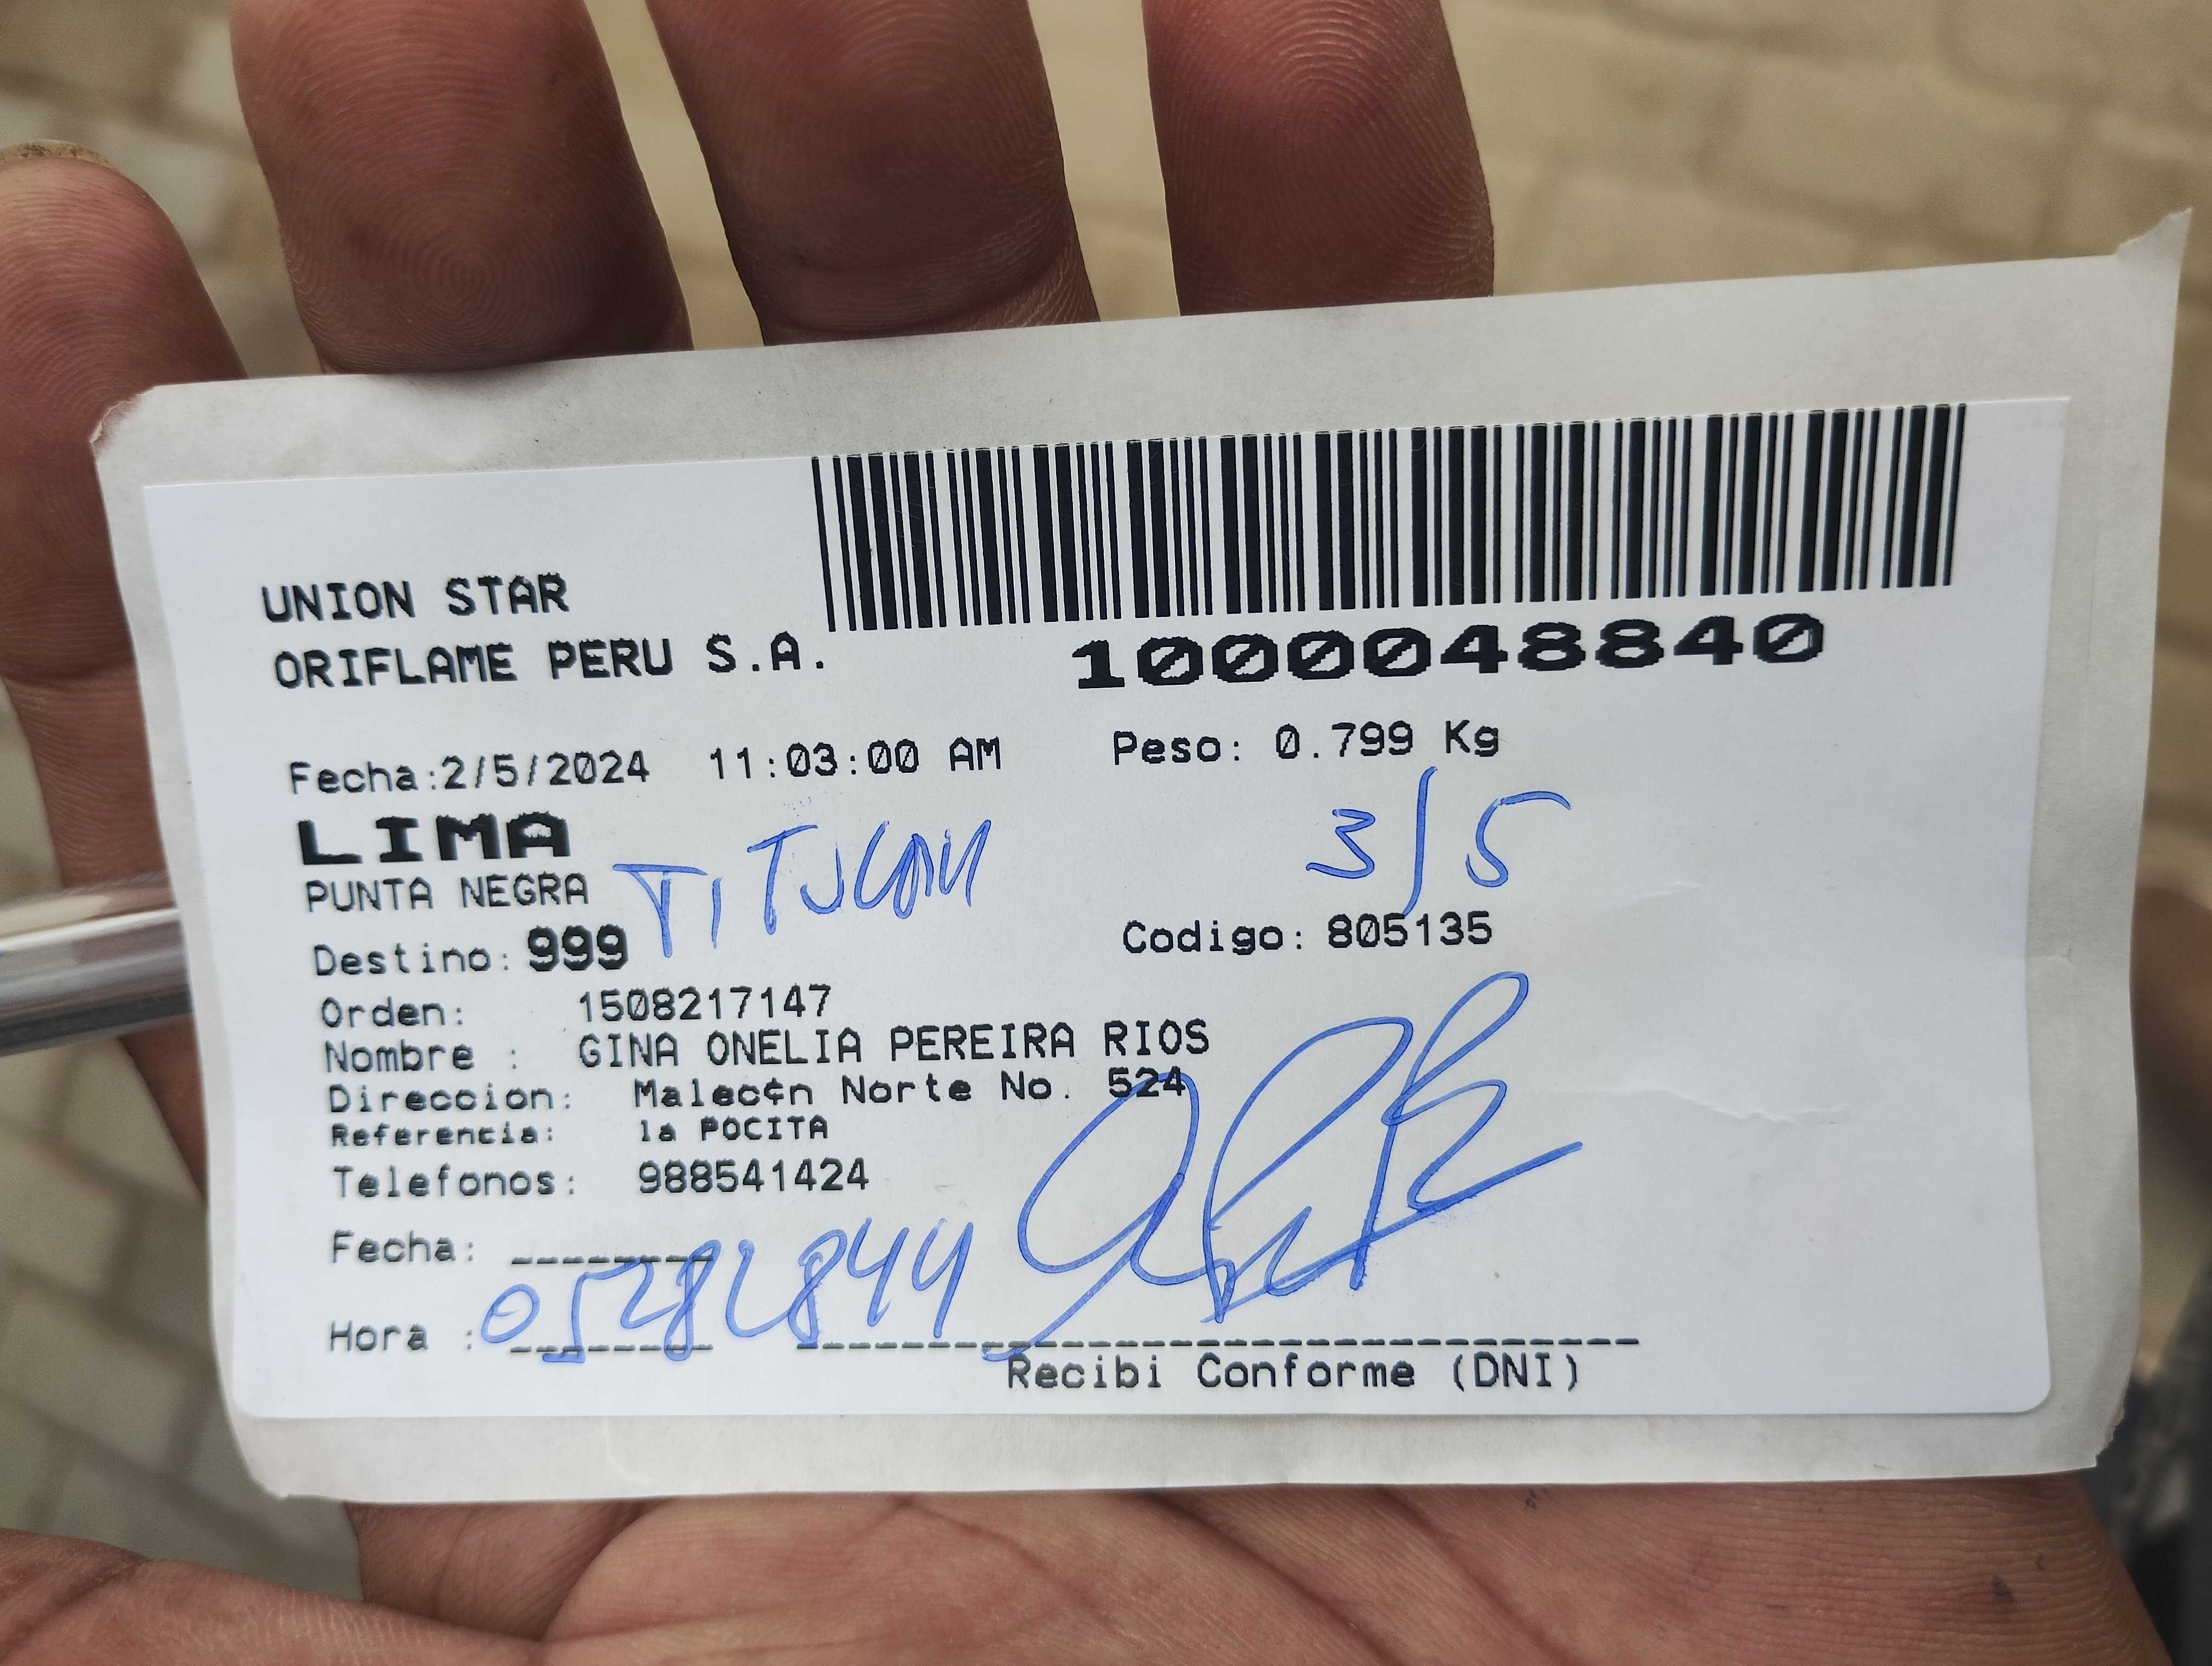 UNION STAR
ORIFLAME PERU S.A.
1000048840
Fecha:2/5/2024 11:03:00 AM Peso: 0.799 Kg
LIMA
3/5
PUNTA NEGRA
Destino: 999 Codigo: 805135
Orden: 1508217147
Nombre : GINA ONELIA PEREIRA RIOS
Direccion: Malec¢n Norte No. 524
Referencia: la POCITA
Telefonos: 988541424
Fecha:
05282844
Hora :
Recibi Conforme (DNI)